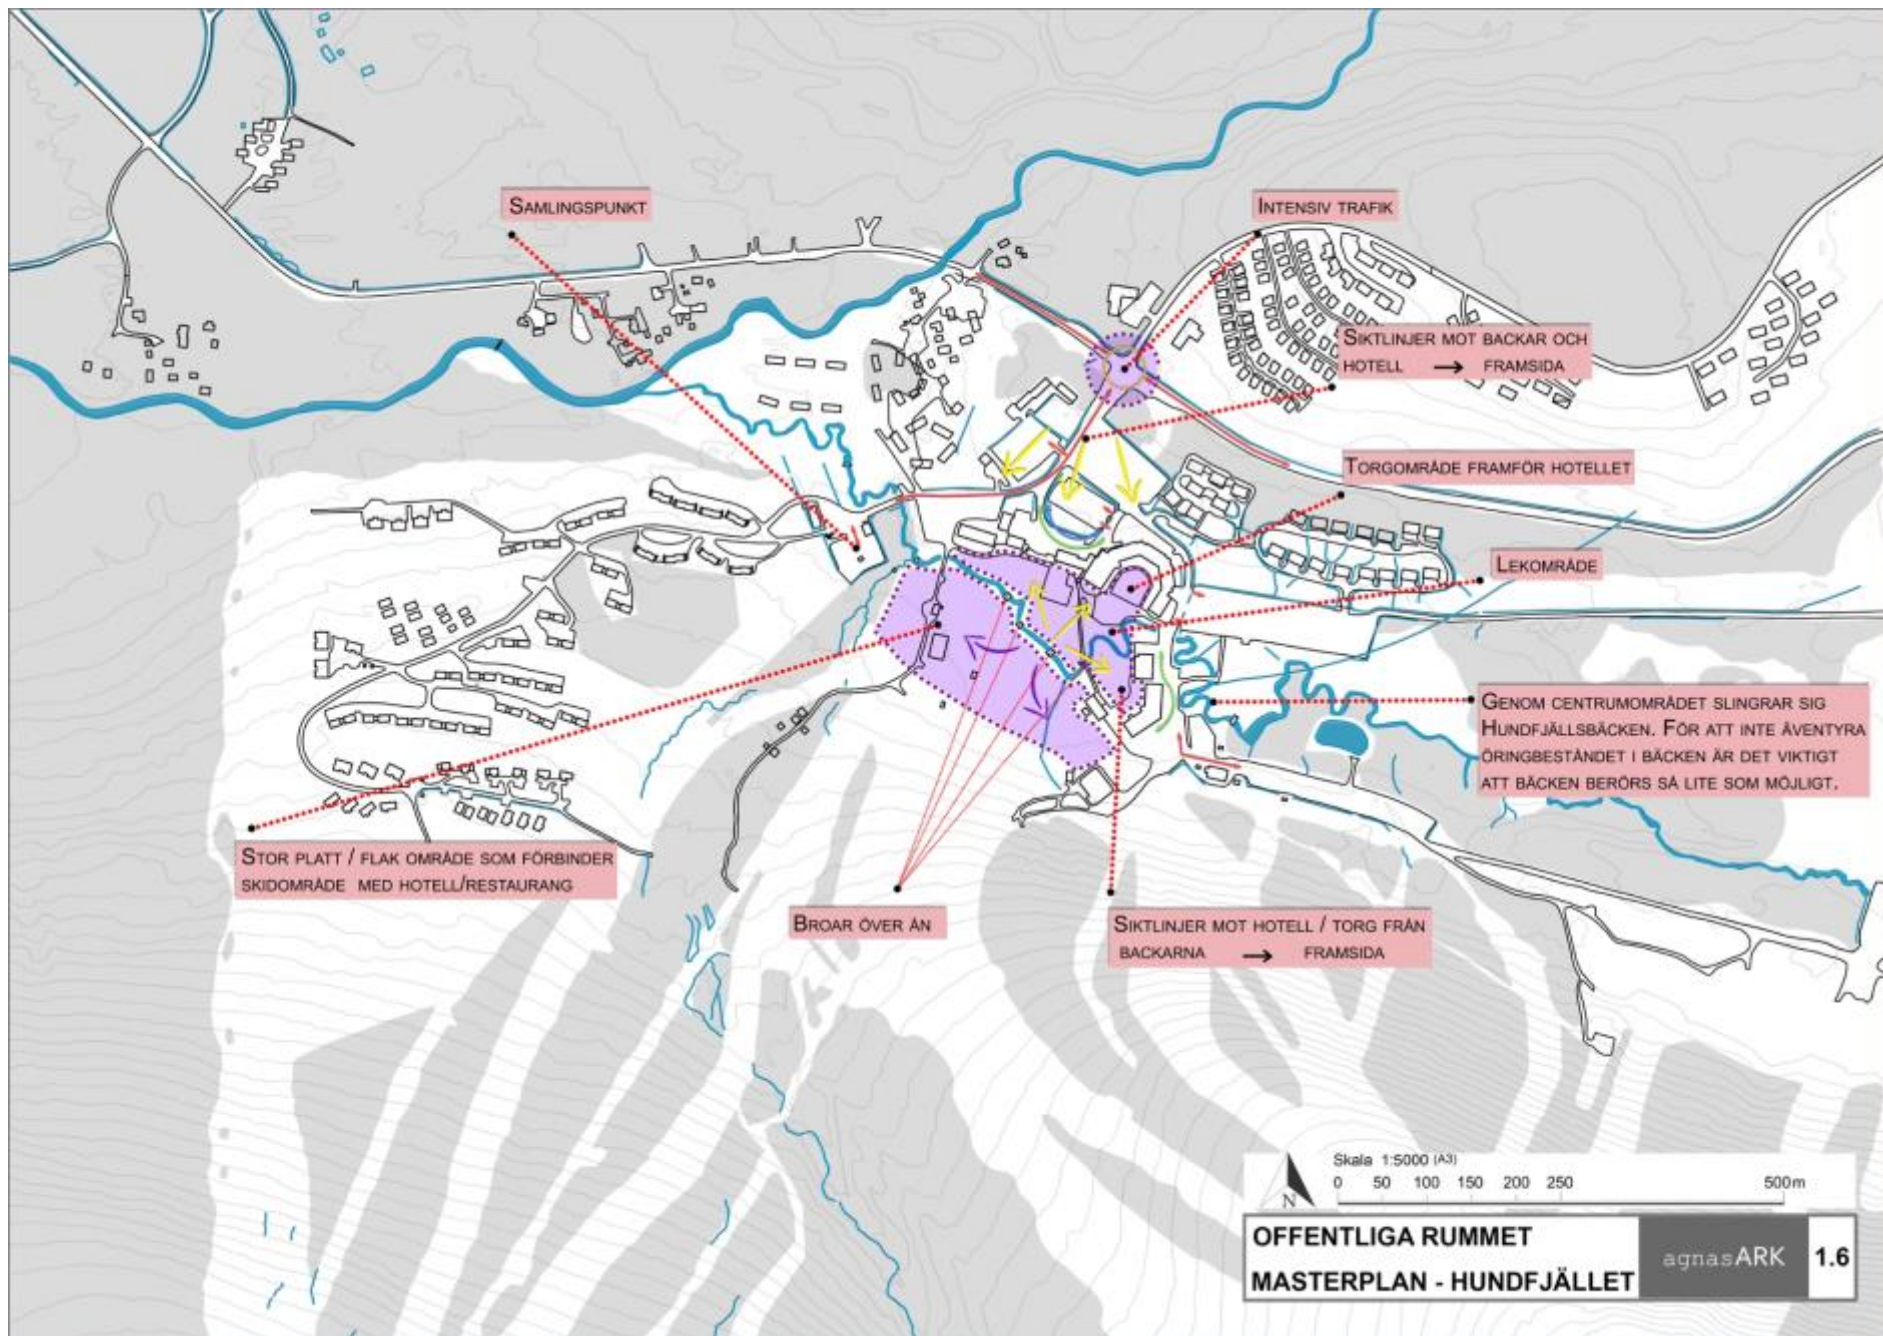 Samlingspunkt
Intensiv trafik
Siktlinjer mot backar och
hotell → framsida
Torgområde framför hotellet
Lekområde
Genom centrumområdet slingrar sig
Hundfjällsbäcken. För att inte äventyra
öringbeståndet i bäcken är det viktigt
att bäcken berörs så lite som möjligt.
Stor platt / flak område som förbinder
skidområde med hotell/restaurang
Broar över ån
Siktlinjer mot hotell / torg från
backarna → framsida
N
Skala 1:5000 (A3)
0 50 100 150 200 250 500m
OFFENTLIGA RUMMET
MASTERPLAN - HUNDFJÄLLET
agnasARK
1.6